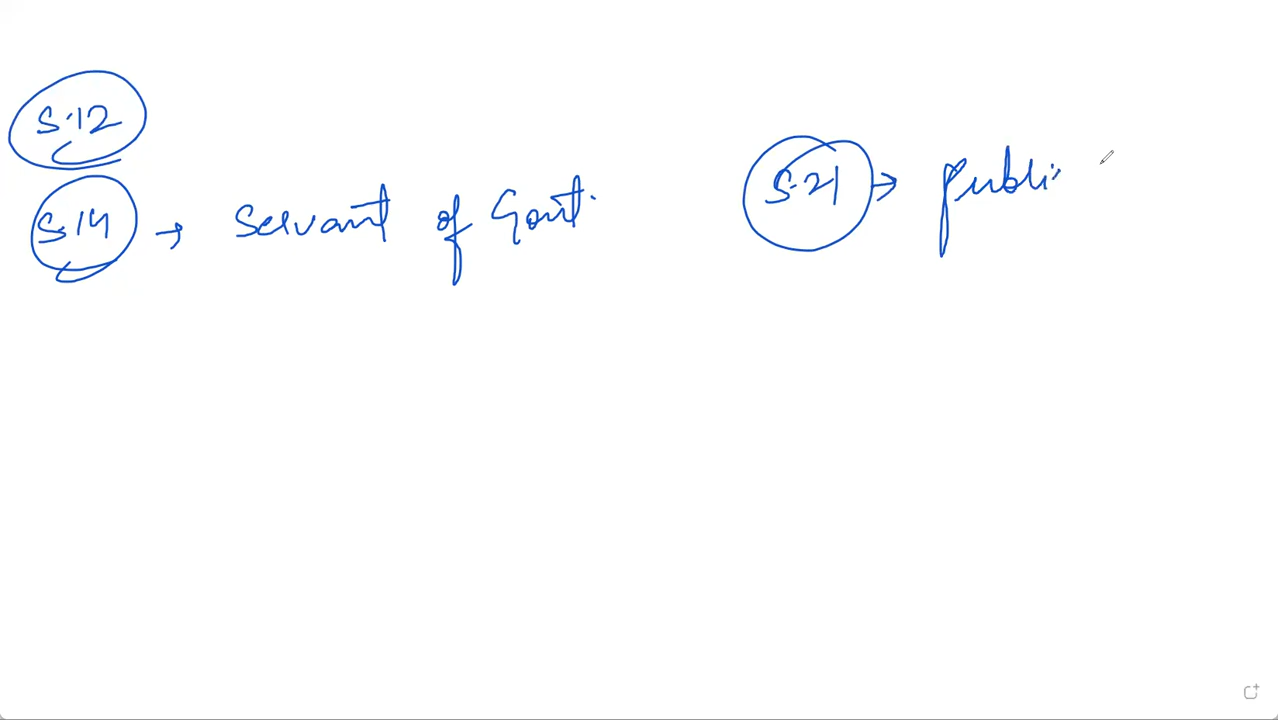 S.12
S.14 → Servant of Govt.
S.21 → publi